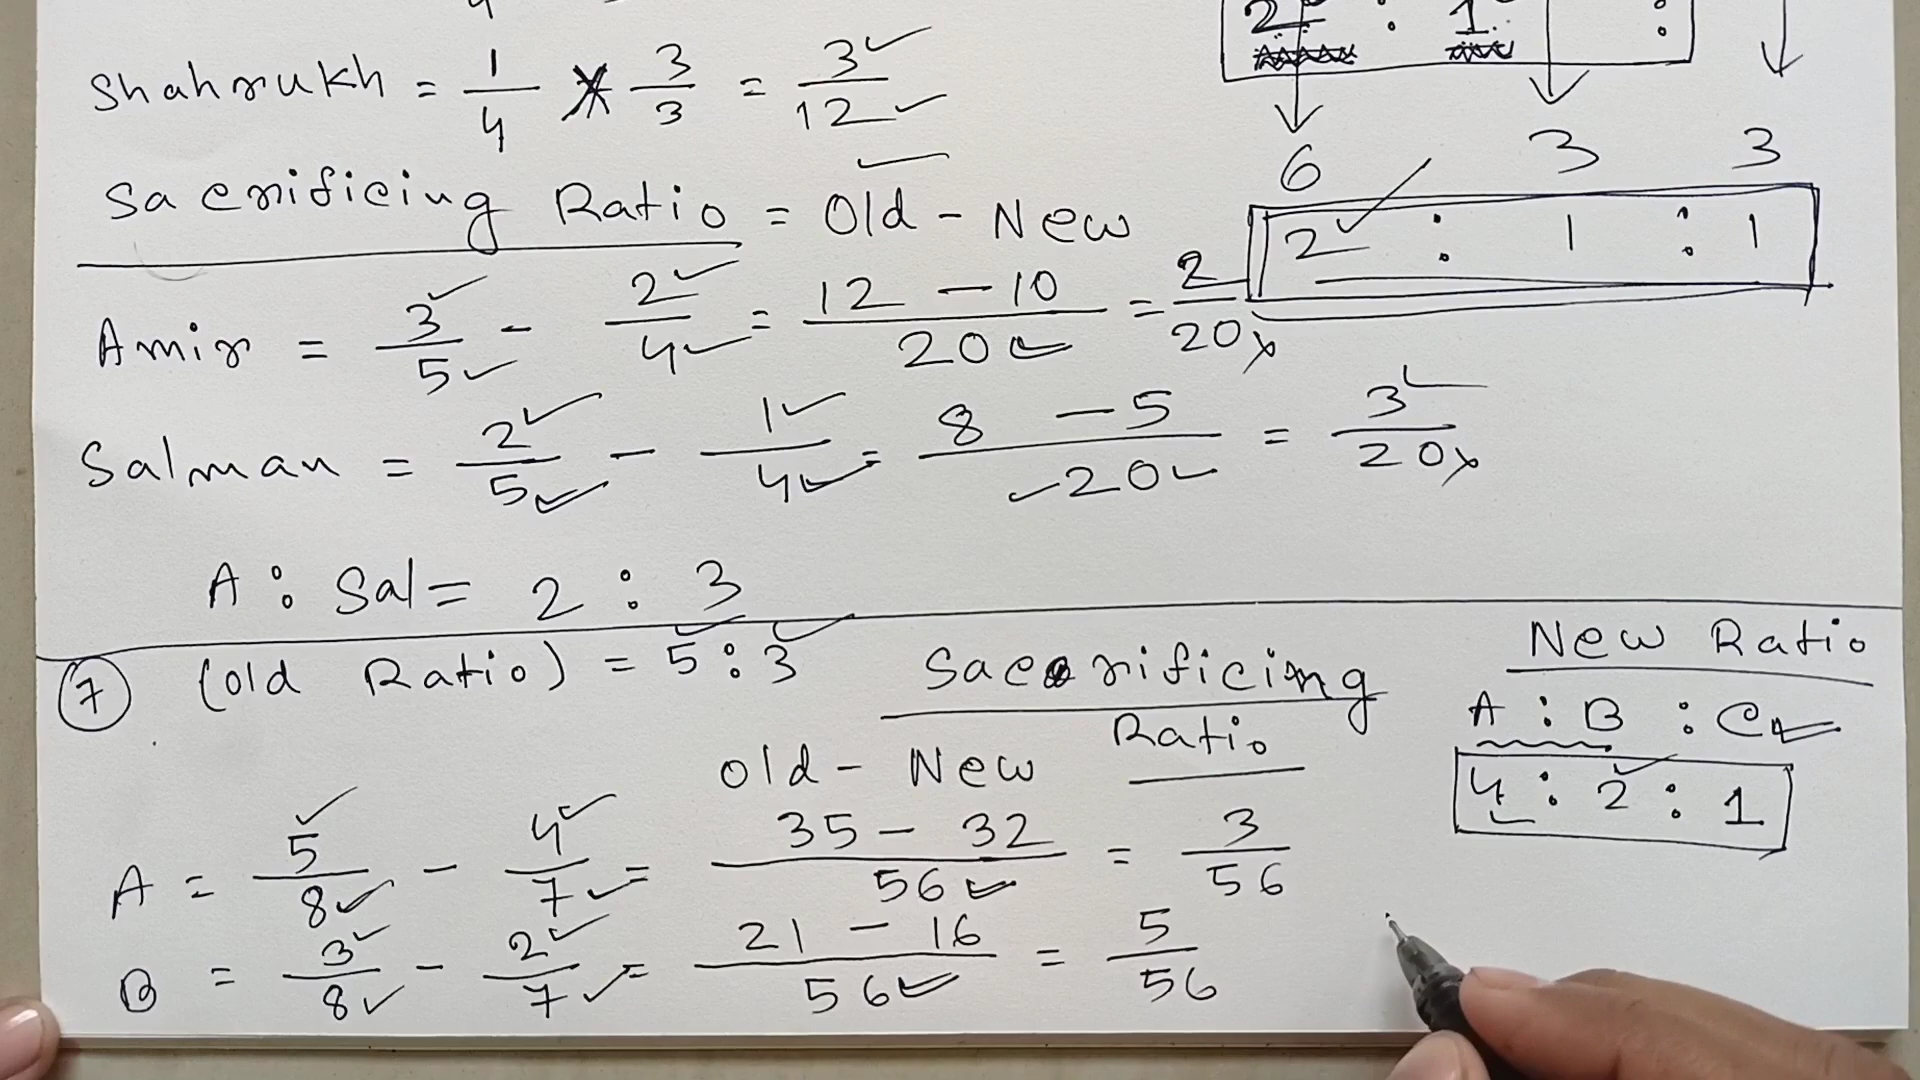 2 : 1 :
Shahrukh = 1/4 × 3/3 = 3/12
6 3 3
2 : 1 : 1
Sacrificing Ratio = Old - New
Amir = 3/5 - 2/4 = 12 - 10/20 = 2/20
Salman = 2/5 - 1/4 = 8 - 5/20 = 3/20
A : Sal = 2 : 3
7 (old Ratio) = 5 : 3
Sacrificing Ratio
Old - New
A = 5/8 - 4/7 = 35 - 32/56 = 3/56
B = 3/8 - 2/7 = 21 - 16/56 = 5/56
New Ratio
A : B : C
4 : 2 : 1